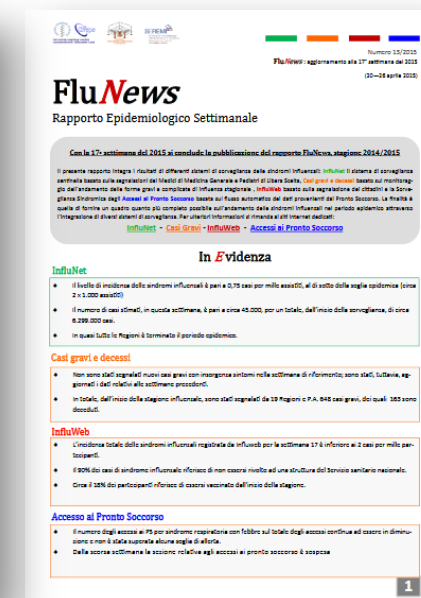 SEREMI
Numero 13/2015
FluNews : aggiornamento alla 17° settimana del 2015
(20—26 aprile 2015)
FluNews
Rapporto Epidemiologico Settimanale
Con la 17ª settimana del 2015 si conclude la pubblicazione del rapporto FluNews, stagione 2014/2015
Il presente rapporto integra i risultati di differenti sistemi di sorveglianza delle sindromi influenzali: InfluNet il sistema di sorveglianza
sentinella basato sulle segnalazioni dei Medici di Medicina Generale e Pediatri di Libera Scelta, Casi gravi e decessi basato sul monitorag-
gio dell'andamento delle forme gravi e complicate di influenza stagionale , InfluWeb basato sulla segnalazione dei cittadini e la Sorve-
glianza Sindromica degli Accessi al Pronto Soccorso basata sul flusso automatico dei dati provenienti dal Pronto Soccorso. La finalità è
quella di fornire un quadro quanto più completo possibile sull'andamento delle sindromi influenzali nel periodo epidemico attraverso
l'integrazione di diversi sistemi di sorveglianza. Per ulteriori informazioni si rimanda ai siti internet dedicati:
InfluNet - Casi Gravi - InfluWeb - Accessi al Pronto Soccorso
In Evidenza
InfluNet
• Il livello di incidenza delle sindromi influenzali è pari a 0,75 casi per mille assistiti, al di sotto della soglia epidemica (circa
2 x 1.000 assistiti)
• Il numero di casi stimati, in questa settimana, è pari a circa 45.000, per un totale, dall'inizio della sorveglianza, di circa
6.299.000 casi.
• In quasi tutte le Regioni è terminato il periodo epidemico.
Casi gravi e decessi
• Non sono stati segnalati nuovi casi gravi con insorgenza sintomi nella settimana di riferimento; sono stati, tuttavia, ag-
giornati i dati relativi alle settimane precedenti.
• In totale, dall'inizio della stagione influenzale, sono stati segnalati da 19 Regioni e P.A. 648 casi gravi, dei quali 163 sono
deceduti.
InfluWeb
• L'incidenza totale delle sindromi influenzali registrata da Influweb per la settimana 17 è inferiore ai 2 casi per mille par-
tecipanti.
• Il 90% dei casi di sindrome influenzale riferisce di non essersi rivolto ad una struttura del Servizio sanitario nazionale.
• Circa il 18% dei partecipanti riferisce di essersi vaccinato dall'inizio della stagione.
Accesso ai Pronto Soccorso
• Il numero degli accessi ai PS per sindrome respiratoria con febbre sul totale degli accessi continua ad essere in diminu-
zione e non è stata superata alcuna soglia di allerta.
• Dalla scorsa settimana la sezione relativa agli accessi al pronto soccorso è sospesa
1